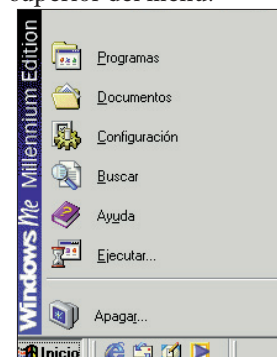 superior del menú.
Windows Me Millennium Edition
Programas
Documentos
Configuración
Buscar
Ayuda
Ejecutar...
Apagar...
Inicio